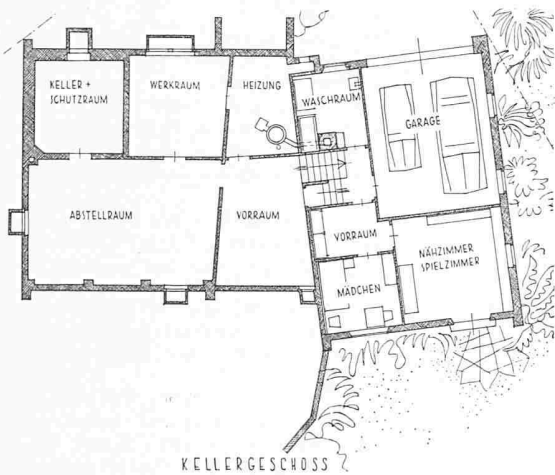 KELLER +
SCHUTZRAUM
WERKRAUM
HEIZUNG
WASCHRAUM
GARAGE
ABSTELLRAUM
VORRAUM
VORRAUM
NÄHZIMMER
SPIELZIMMER
MÄDCHEN
KELLERGESCHOSS